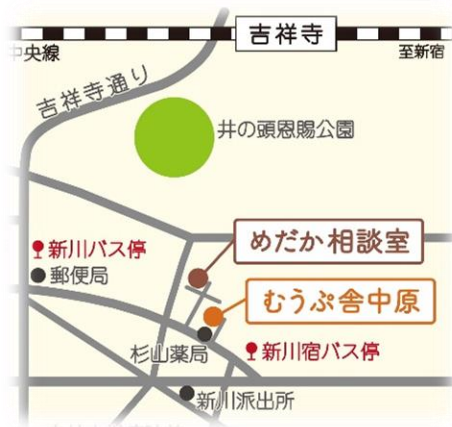 吉祥寺
中央線
至新宿
吉祥寺通り
井の頭恩賜公園
めだか相談室
新川バス停
郵便局
むうぷ舎中原
杉山薬局
新川宿バス停
新川派出所